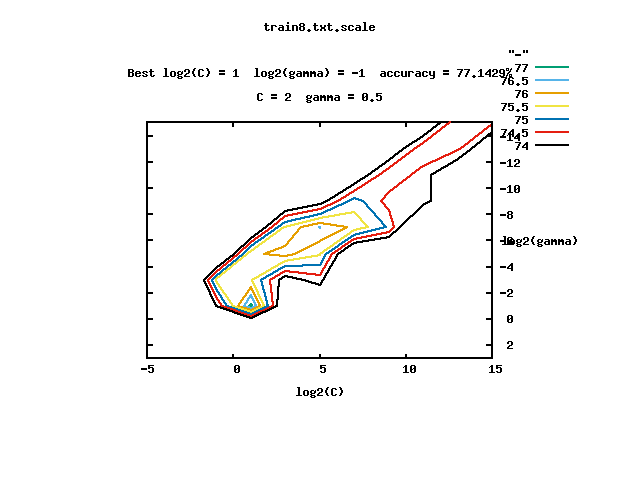 train8.txt.scale
"-"
Best log2(C) = 1  log2(gamma) = -1  accuracy = 77.1429%
C = 2  gamma = 0.5
77
76.5
76
75.5
75
74.5
74
-14
-12
-10
-8
-6
-4
-2
0
2
log2(gamma)
-5 0 5 10 15
log2(C)